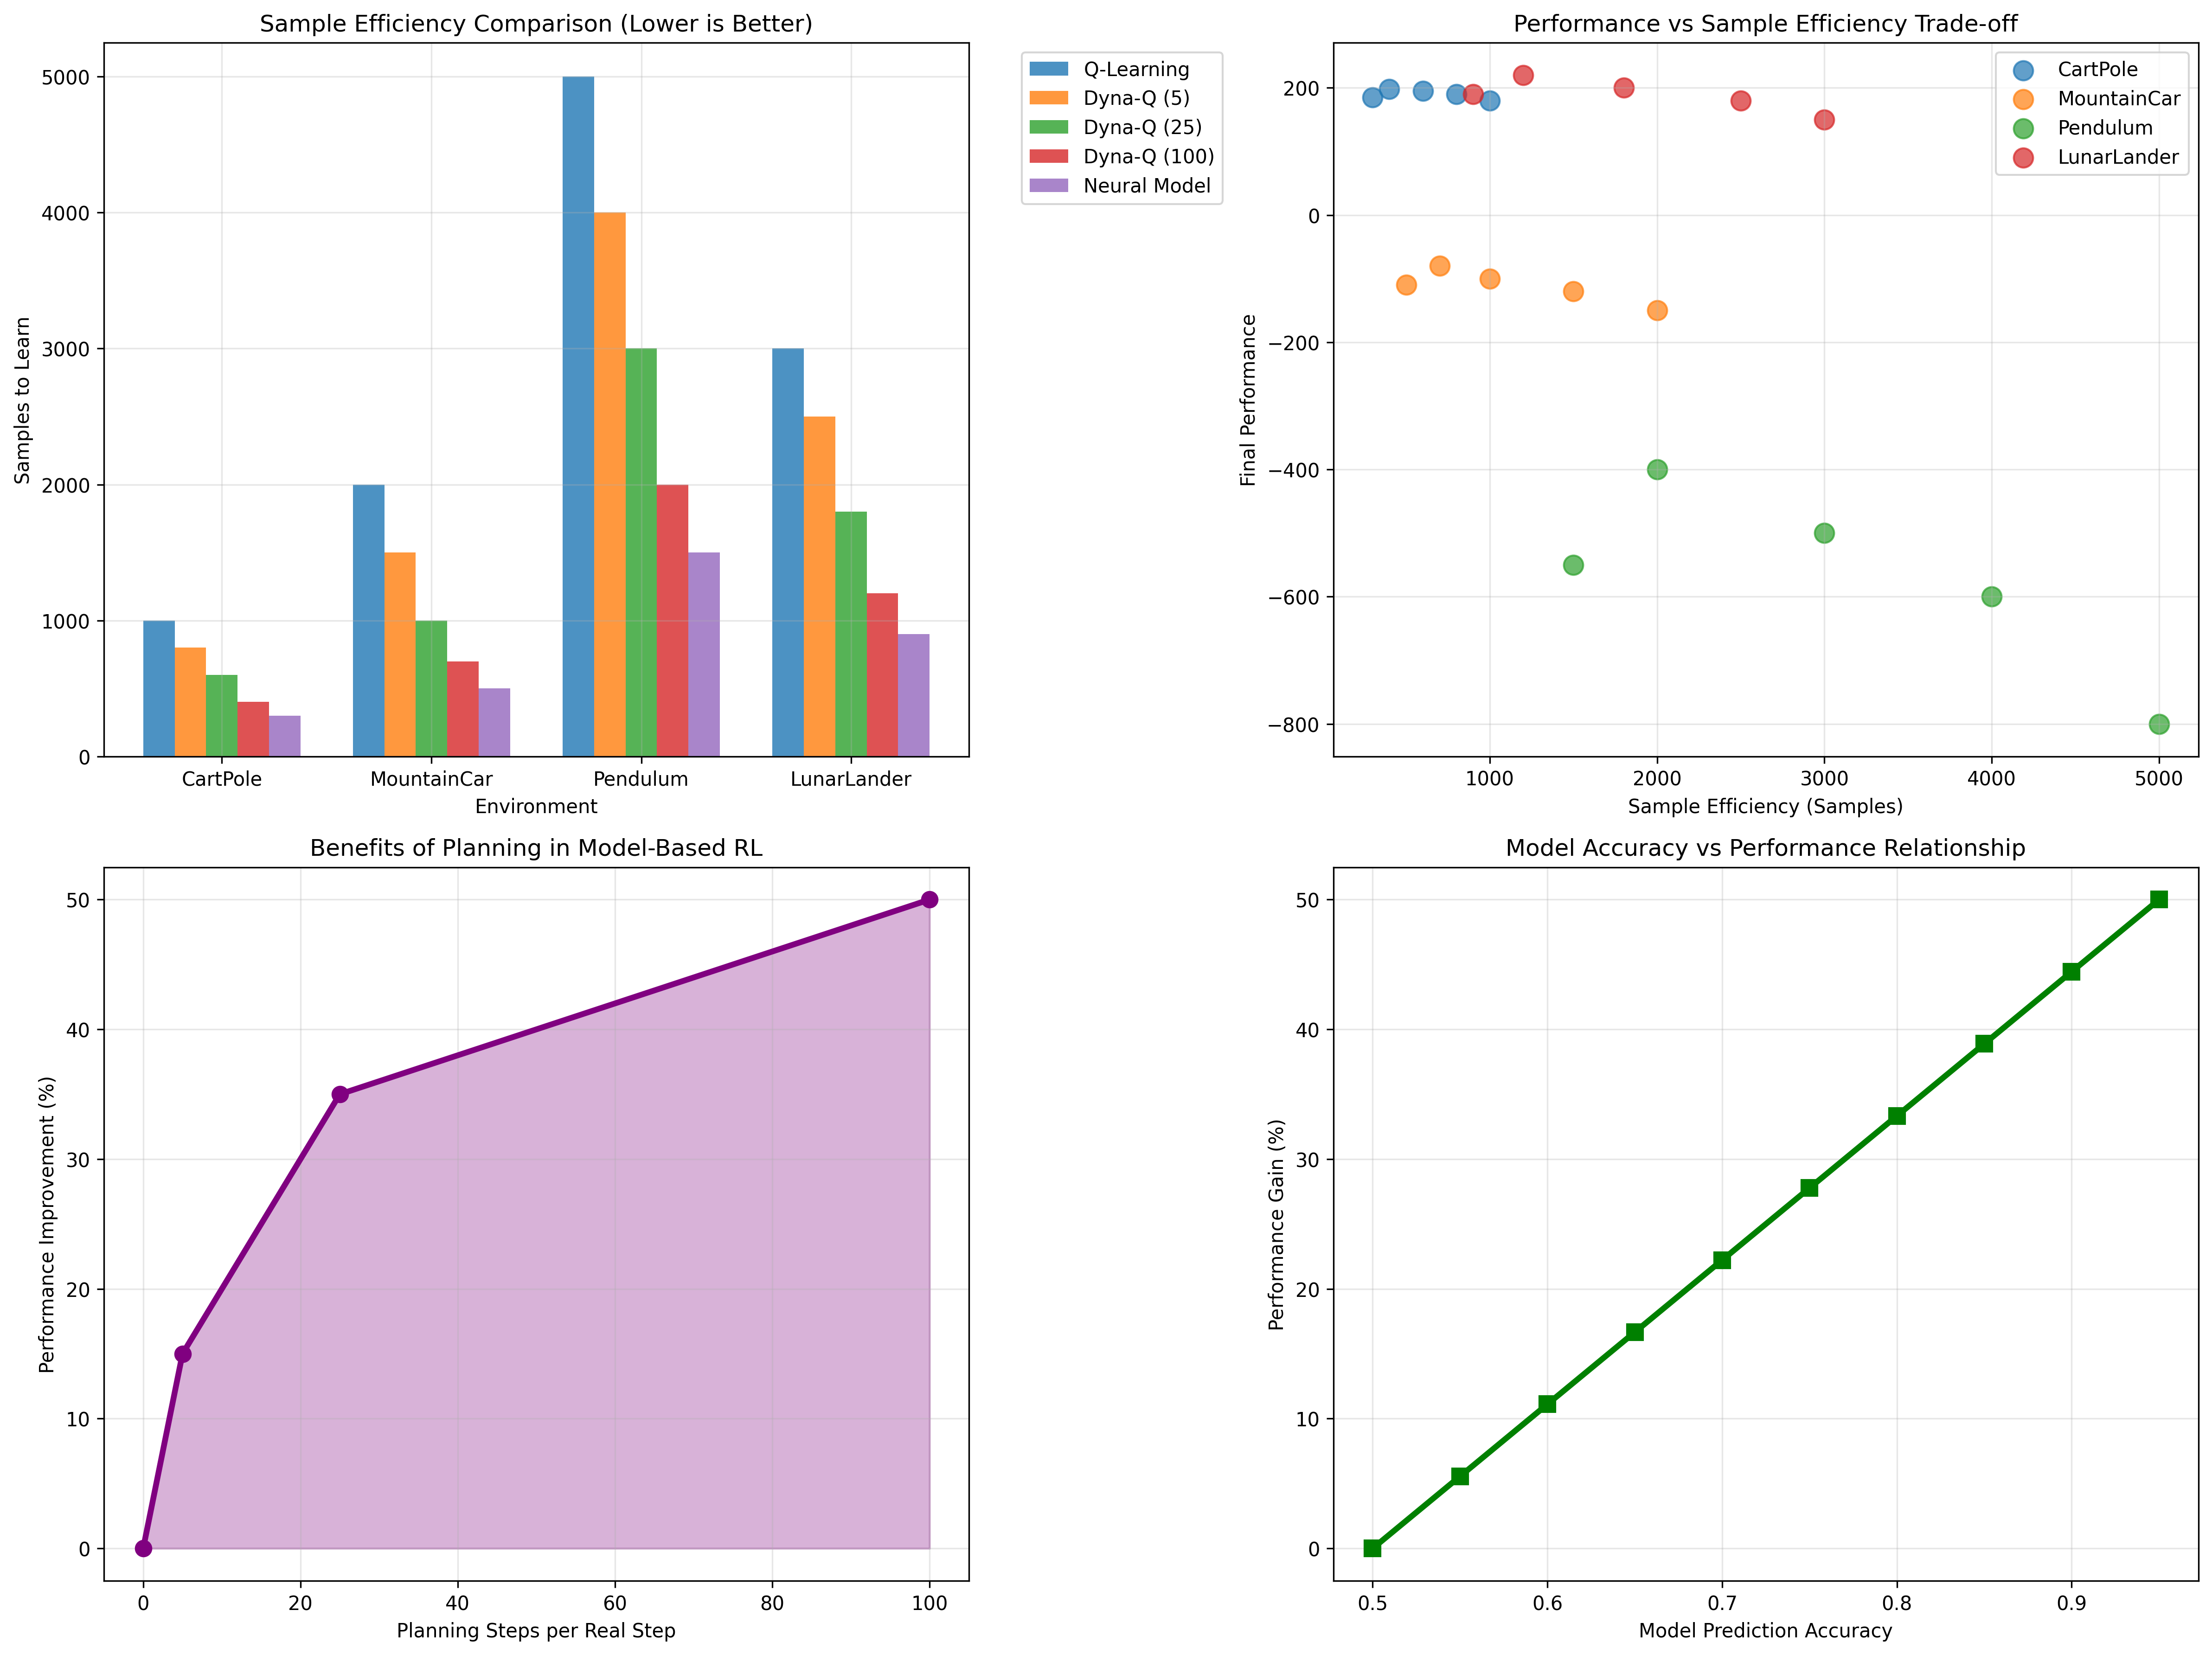 Sample Efficiency Comparison (Lower is Better)
Samples to Learn
5000
4000
3000
2000
1000
0
CartPole
MountainCar
Pendulum
LunarLander
Environment
Q-Learning
Dyna-Q (5)
Dyna-Q (25)
Dyna-Q (100)
Neural Model
Performance vs Sample Efficiency Trade-off
Final Performance
200
0
−200
−400
−600
−800
1000
2000
3000
4000
5000
Sample Efficiency (Samples)
CartPole
MountainCar
Pendulum
LunarLander
Benefits of Planning in Model-Based RL
Performance Improvement (%)
50
40
30
20
10
0
0
20
40
60
80
100
Planning Steps per Real Step
Model Accuracy vs Performance Relationship
Performance Gain (%)
50
40
30
20
10
0
0.5
0.6
0.7
0.8
0.9
Model Prediction Accuracy